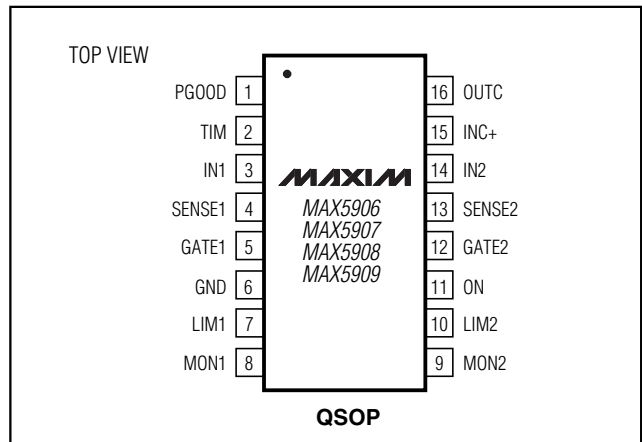 TOP VIEW
PGOOD 1
TIM 2
IN1 3
SENSE1 4
GATE1 5
GND 6
LIM1 7
MON1 8
MAXIM
MAX5906
MAX5907
MAX5908
MAX5909
16 OUTC
15 INC+
14 IN2
13 SENSE2
12 GATE2
11 ON
10 LIM2
9 MON2
QSOP